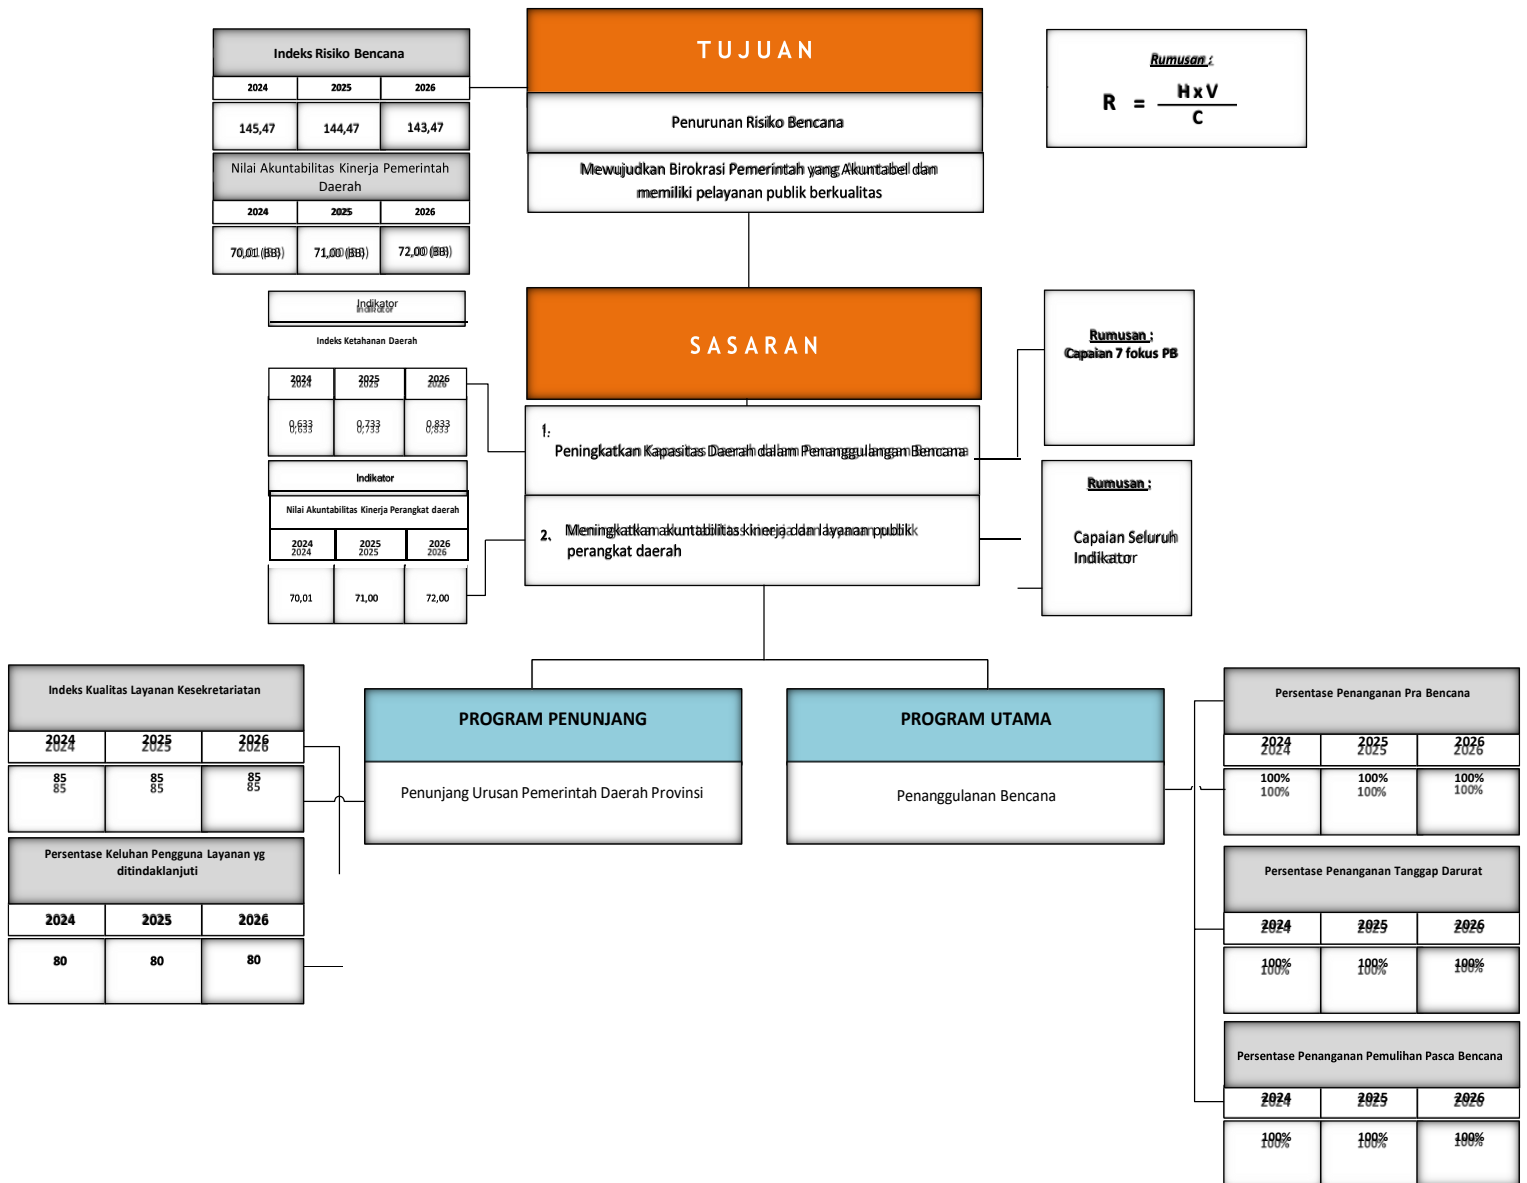 Indeks Risiko Bencana
2024 2025 2026
145,47 144,47 143,47
Nilai Akuntabilitas Kinerja Pemerintah
Daerah
2024 2025 2026
70,01 (BB) 71,00 (BB) 72,00 (BB)
TUJUAN
Penurunan Risiko Bencana
Mewujudkan Birokrasi Pemerintah yang Akuntabel dan
memiliki pelayanan publik berkualitas
Rumusan :
R = H x V
C
Indikator
Indeks Ketahanan Daerah
2024 2025 2026
0,633 0,733 0,833
Indikator
Nilai Akuntabilitas Kinerja Perangkat daerah
2024 2025 2026
70,01 71,00 72,00
SASARAN
1.
Peningkatkan Kapasitas Daerah dalam Penanggulangan Bencana
2. Meningkatkan akuntabilitas kinerja dan layanan publik
perangkat daerah
Rumusan :
Capaian 7 fokus PB
Rumusan :
Capaian Seluruh
Indikator
Indeks Kualitas Layanan Kesekretariatan
2024 2025 2026
85 85 85
Persentase Keluhan Pengguna Layanan yg
ditindaklanjuti
2024 2025 2026
80 80 80
PROGRAM PENUNJANG
Penunjang Urusan Pemerintah Daerah Provinsi
PROGRAM UTAMA
Penanggulanan Bencana
Persentase Penanganan Pra Bencana
2024 2025 2026
100% 100% 100%
Persentase Penanganan Tanggap Darurat
2024 2025 2026
100% 100% 100%
Persentase Penanganan Pemulihan Pasca Bencana
2024 2025 2026
100% 100% 100%